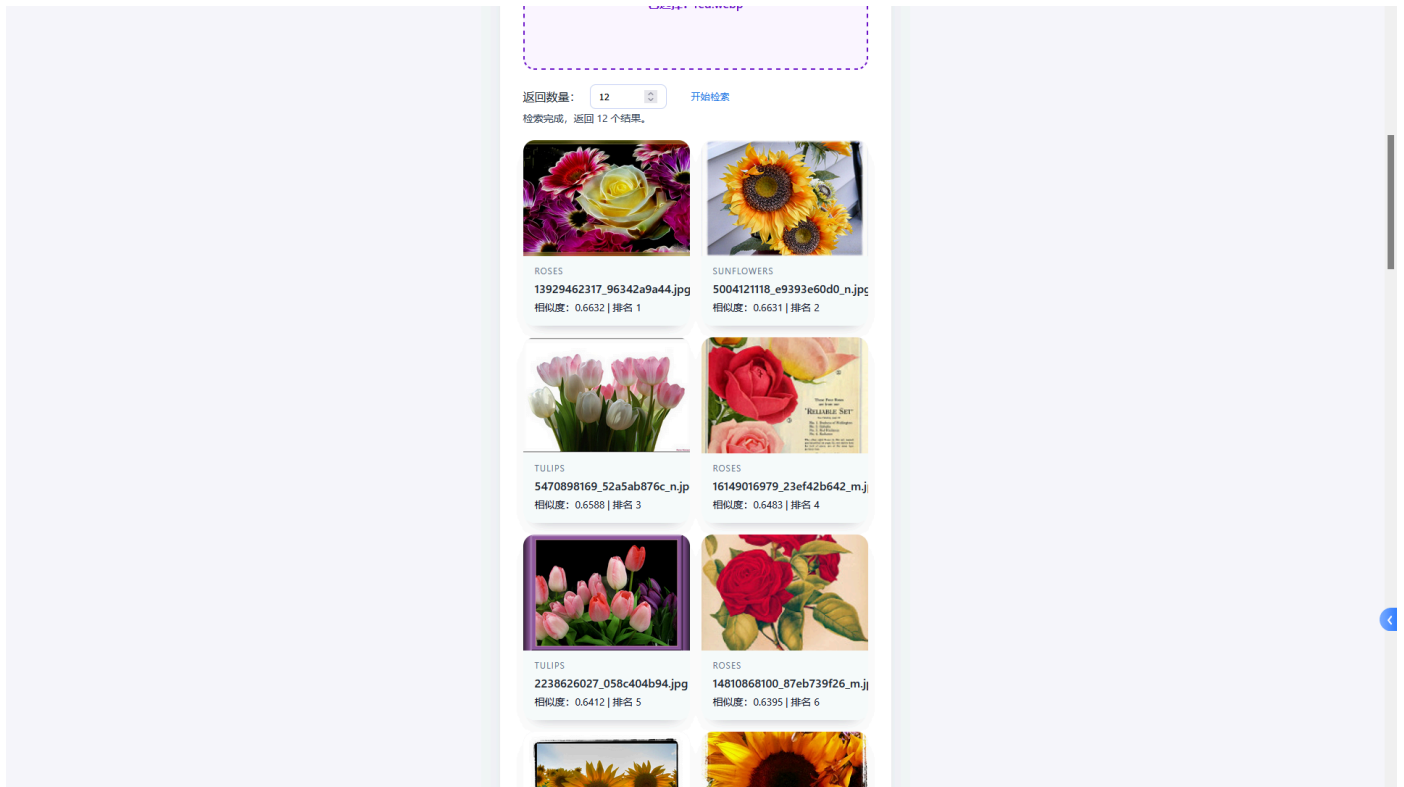 返回数量： 12 开始检索
检索完成，返回 12 个结果。
ROSES
13929462317_96342a9a44.jpg
相似度：0.6632 | 排名 1
SUNFLOWERS
5004121118_e9393e60d0_n.jpg
相似度：0.6631 | 排名 2
TULIPS
5470898169_52a5ab876c_n.jp
相似度：0.6588 | 排名 3
"RELIABLE SET"
ROSES
16149016979_23ef42b642_m.j
相似度：0.6483 | 排名 4
TULIPS
2238626027_058c404b94.jpg
相似度：0.6412 | 排名 5
ROSES
14810868100_87eb739f26_m.j
相似度：0.6395 | 排名 6